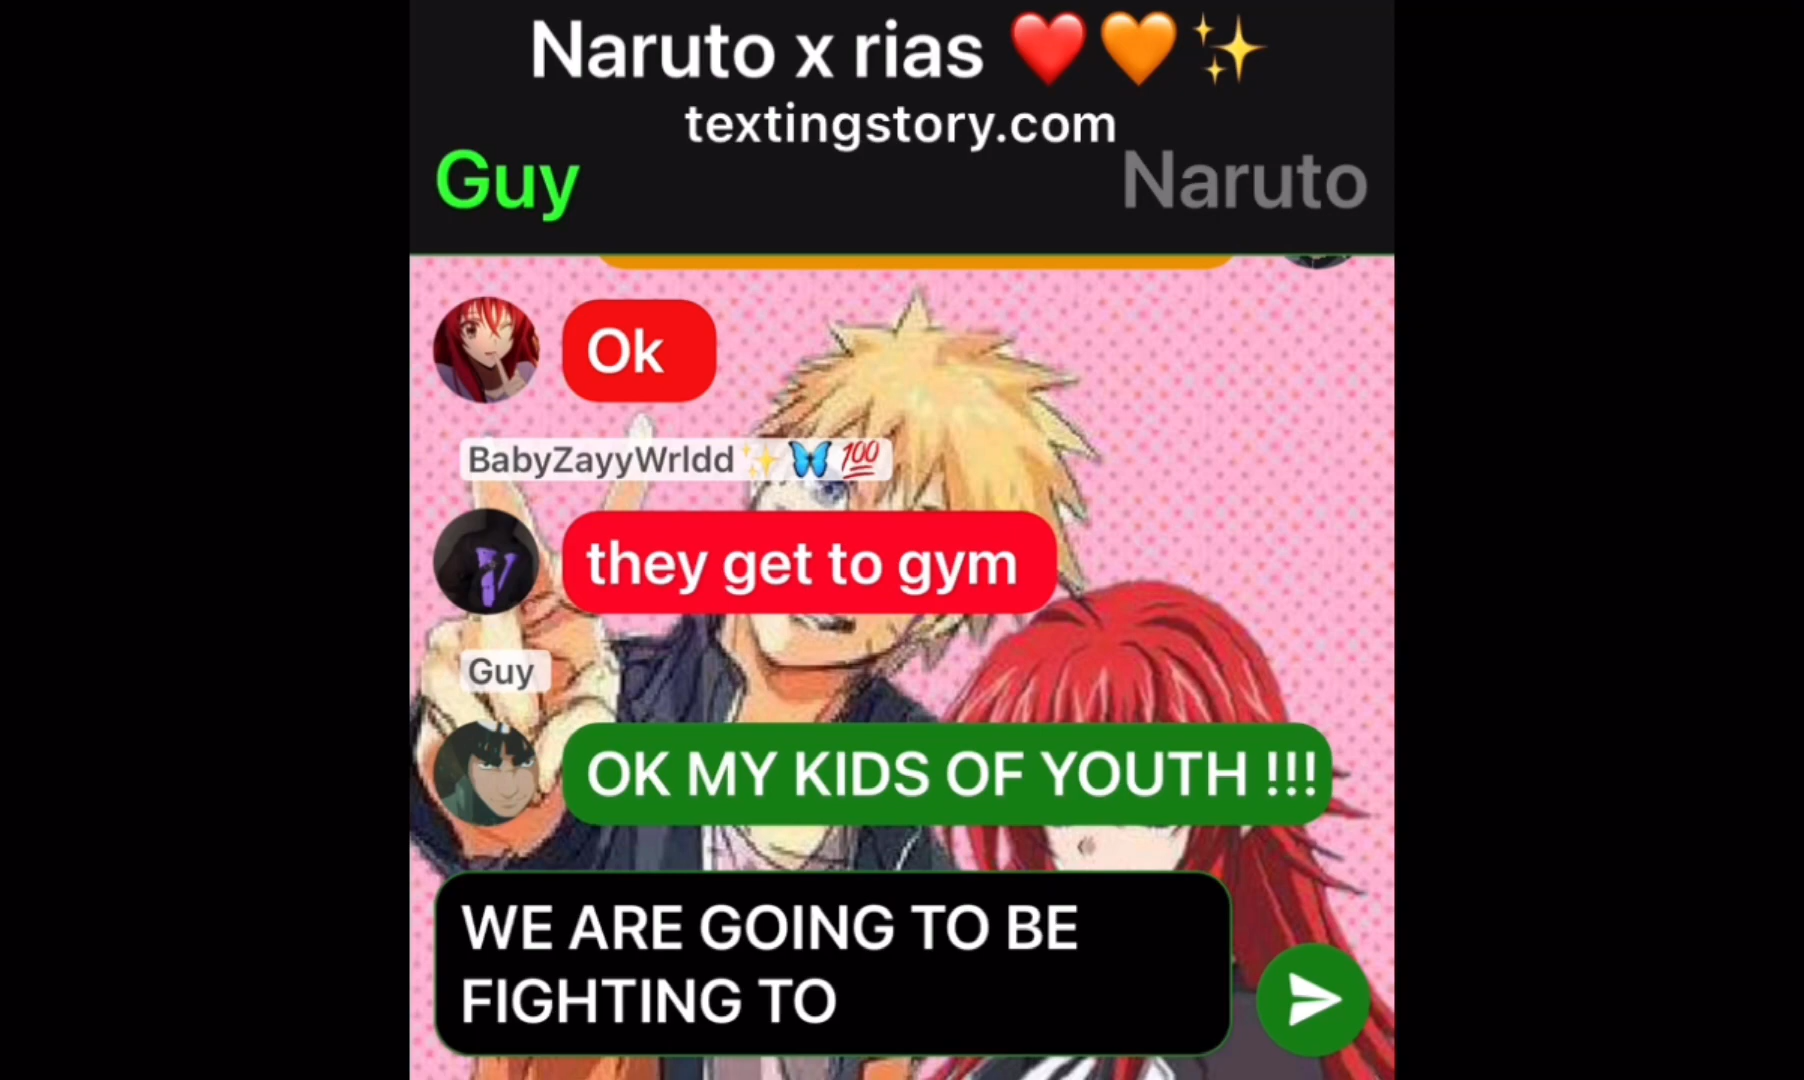 Naruto x rias ❤️🧡✨
textingstory.com
Guy
Naruto
Ok
BabyZayyWrldd✨🦋💯
they get to gym
Guy
OK MY KIDS OF YOUTH !!!
WE ARE GOING TO BE
FIGHTING TO